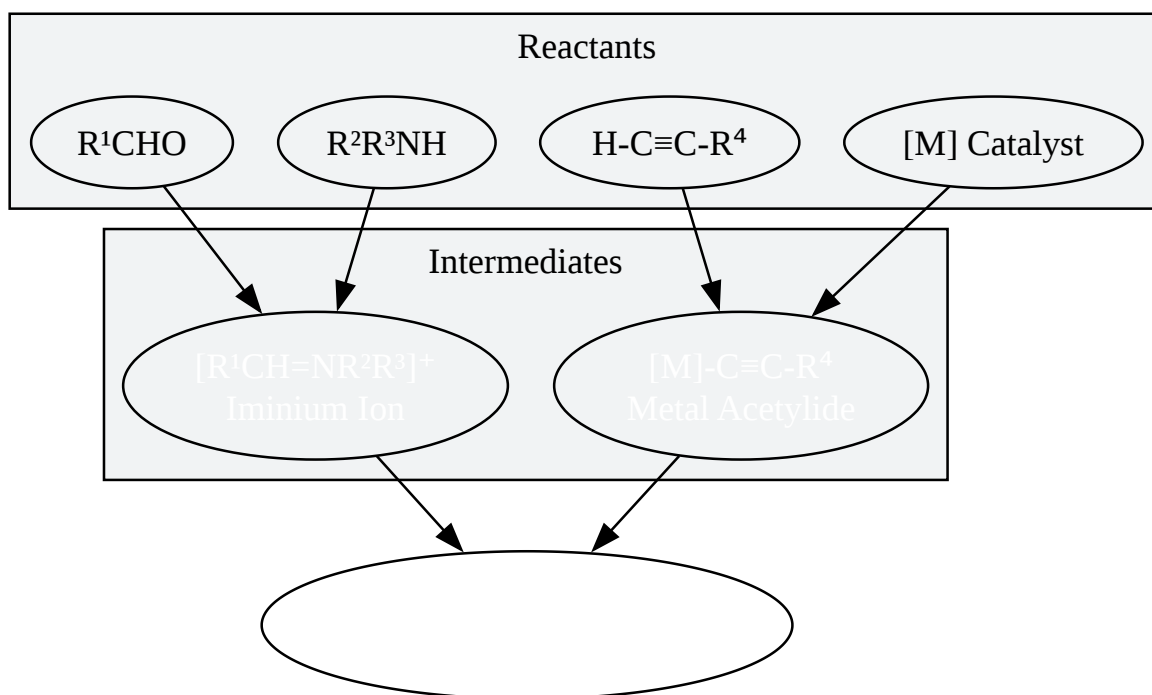 Reactants
R¹CHO
R²R³NH
H-C≡C-R⁴
[M] Catalyst
Intermediates
[R¹CH=NR²R³]⁺
Iminium Ion
[M]-C≡C-R⁴
Metal Acetylide